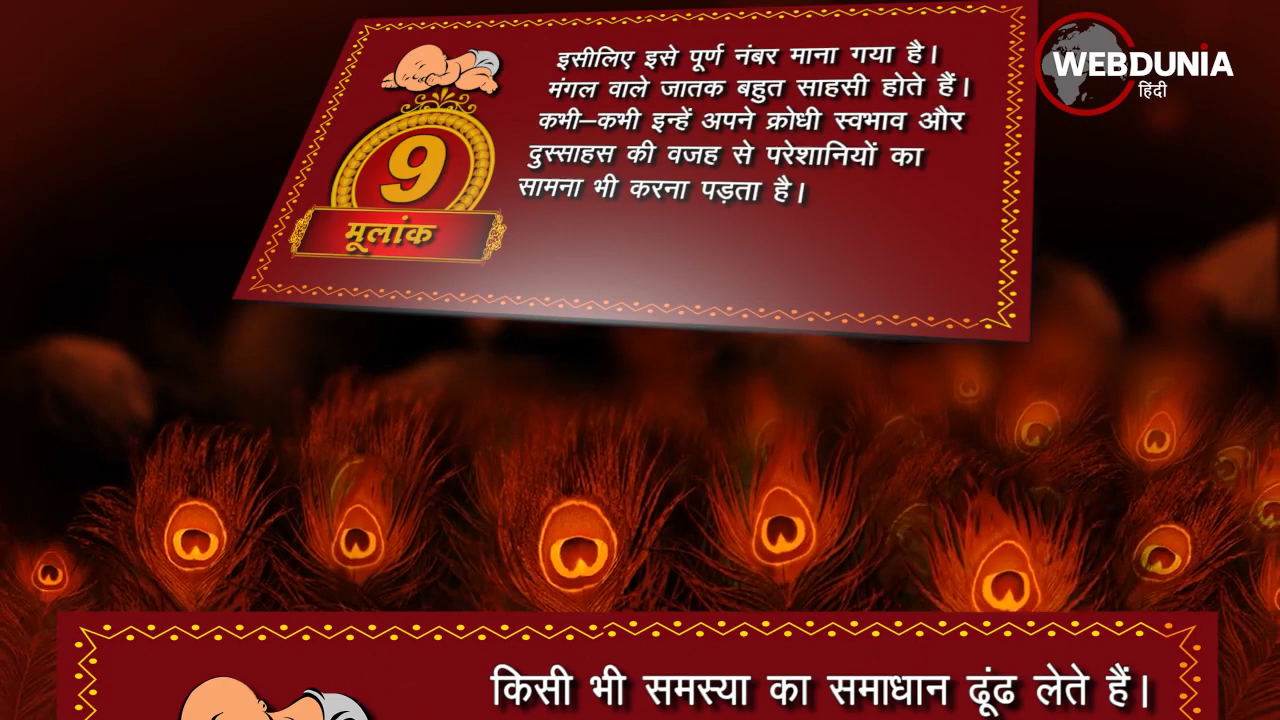 इसीलिए इसे पूर्ण नंबर माना गया है।
मंगल वाले जातक बहुत साहसी होते हैं।
कभी–कभी इन्हें अपने क्रोधी स्वभाव और
दुस्साहस की वजह से परेशानियों का
सामना भी करना पड़ता है।
9
मूलांक
WEBDUNIA
हिंदी
किसी भी समस्या का समाधान ढूंढ लेते हैं।